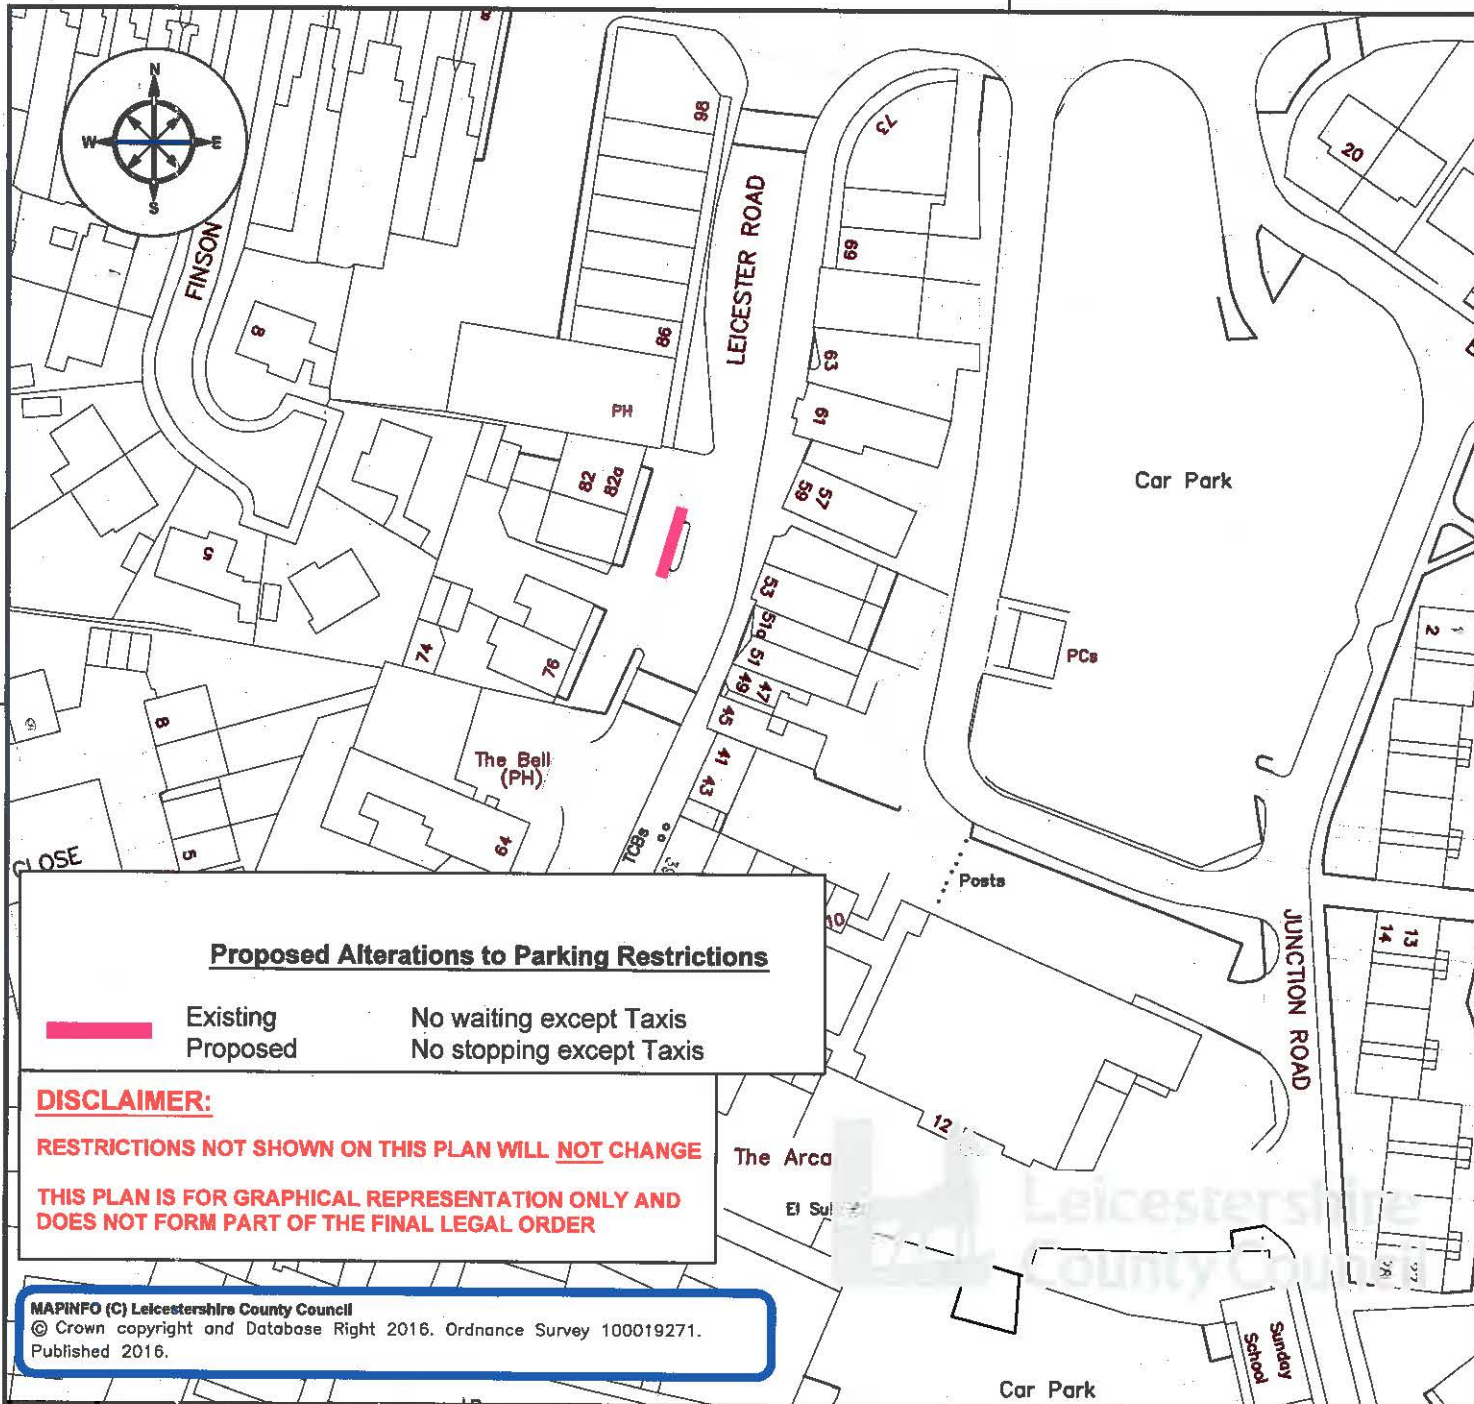 N
W
E
S
FINSON
8
98
LEICESTER ROAD
73
20
69
86
63
61
PH
82
82a
59
57
Car Park
5
53
51a
51
49
47
45
74
76
PCs
1
2
8
The Bell
(PH)
41
43
64
TCBs
5
CLOSE
Posts
10
JUNCTION ROAD
13
14
Proposed Alterations to Parking Restrictions
Existing No waiting except Taxis
Proposed No stopping except Taxis
DISCLAIMER:
RESTRICTIONS NOT SHOWN ON THIS PLAN WILL NOT CHANGE
THIS PLAN IS FOR GRAPHICAL REPRESENTATION ONLY AND
DOES NOT FORM PART OF THE FINAL LEGAL ORDER
12
The Arca
El Su
Leicestershire
County Council
MAPINFO (C) Leicestershire County Council
© Crown copyright and Database Right 2016. Ordnance Survey 100019271.
Published 2016.
Sunday
School
Car Park